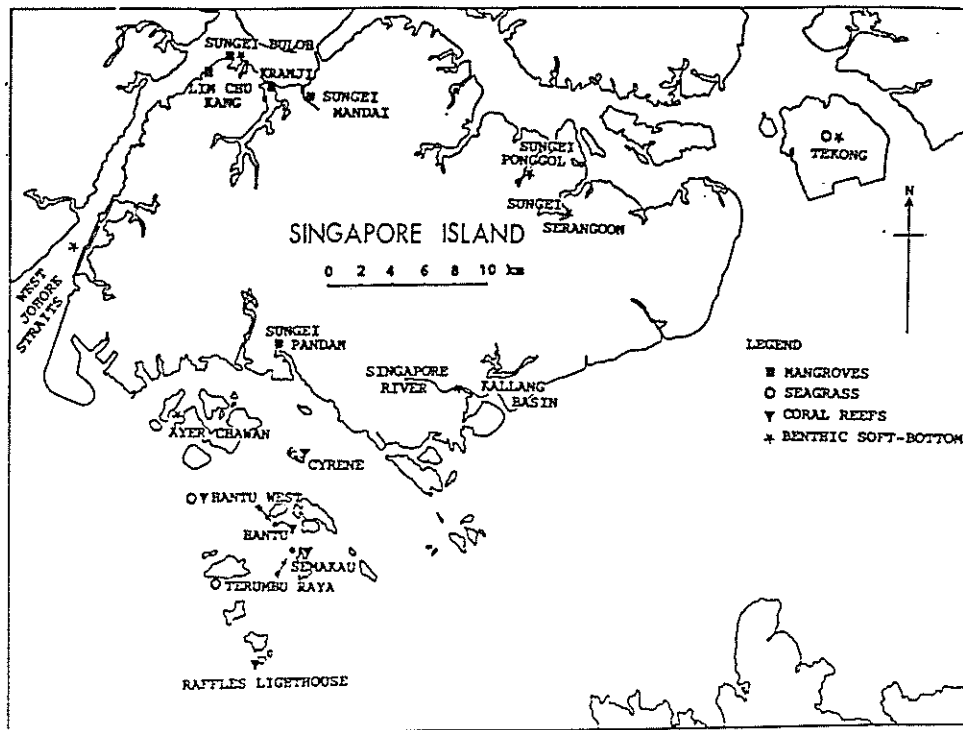 SUNGEI BULOH
LIM CHU
KANG
KRANJI
SUNGEI
MANDAI
SUNGEI
PONGGOL
TEKONG
SUNGEI
SERANGOON
N
SINGAPORE ISLAND
0 2 4 6 8 10 km
WEST
JOHORE
STRAITS
SUNGEI
PANDAM
SINGAPORE
RIVER
KALLANG
BASIN
LEGEND
MANGROVES
SEAGRASS
CORAL REEFS
BENTHIC SOFT-BOTTOM
AYER CHAWAN
CYRENE
HANTU WEST
HANTU
SEMAKAU
TERUMBU RAYA
RAFFLES LIGHTHOUSE